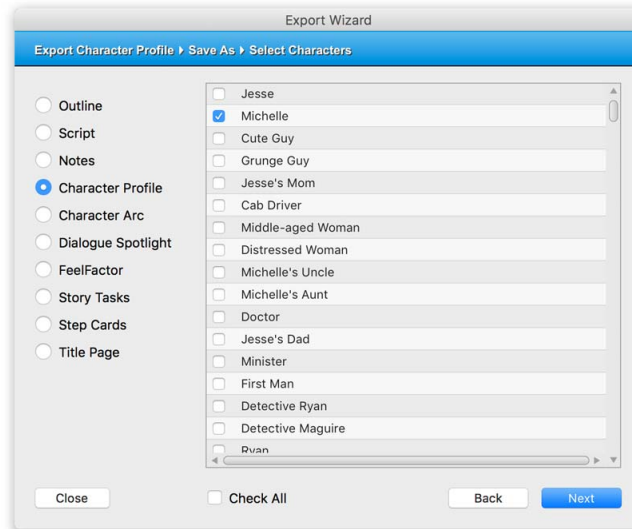 Export Wizard
Export Character Profile ▸ Save As ▸ Select Characters
Outline
Script
Notes
Character Profile
Character Arc
Dialogue Spotlight
FeelFactor
Story Tasks
Step Cards
Title Page
Jesse
Michelle
Cute Guy
Grunge Guy
Jesse's Mom
Cab Driver
Middle-aged Woman
Distressed Woman
Michelle's Uncle
Michelle's Aunt
Doctor
Jesse's Dad
Minister
First Man
Detective Ryan
Detective Maguire
Ryan
Close
Check All
Back
Next